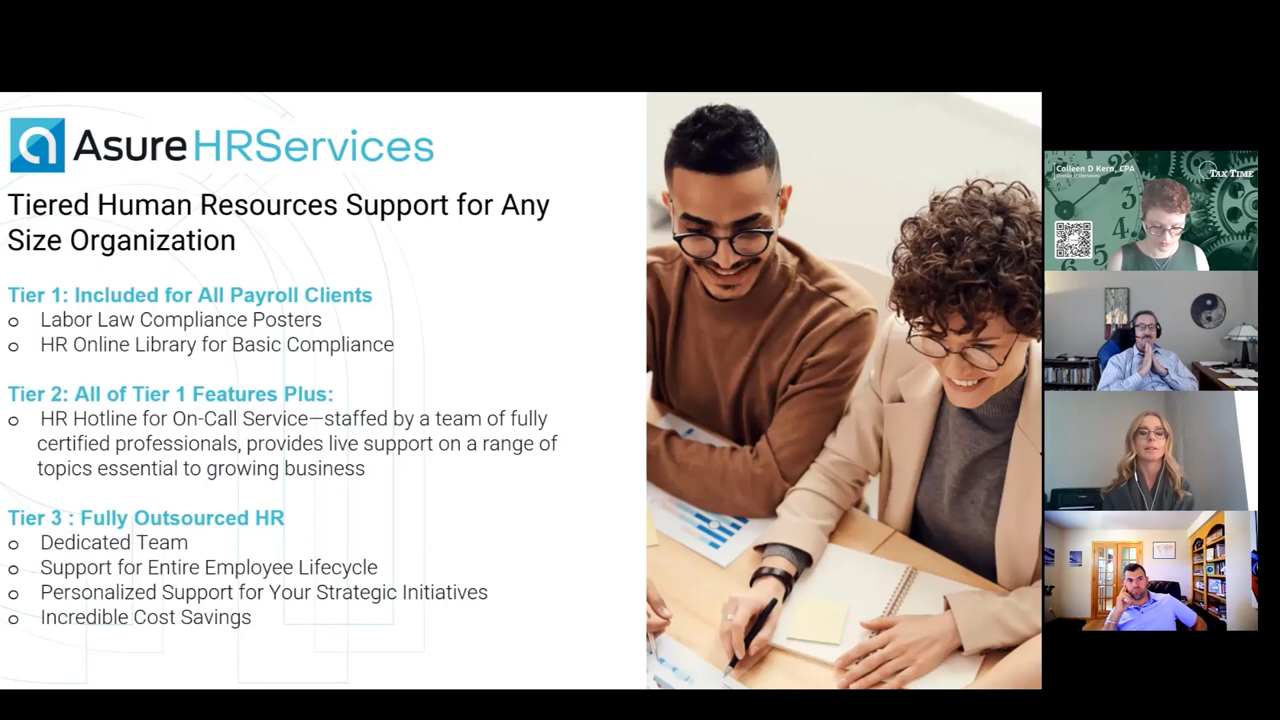 Asure HRServices
Tiered Human Resources Support for Any
Size Organization
Tier 1: Included for All Payroll Clients
o Labor Law Compliance Posters
o HR Online Library for Basic Compliance
Tier 2: All of Tier 1 Features Plus:
o HR Hotline for On-Call Service—staffed by a team of fully
certified professionals, provides live support on a range of
topics essential to growing business
Tier 3 : Fully Outsourced HR
o Dedicated Team
o Support for Entire Employee Lifecycle
o Personalized Support for Your Strategic Initiatives
o Incredible Cost Savings
Colleen D Kern, CPA
TAX TIME
3
4
5
6